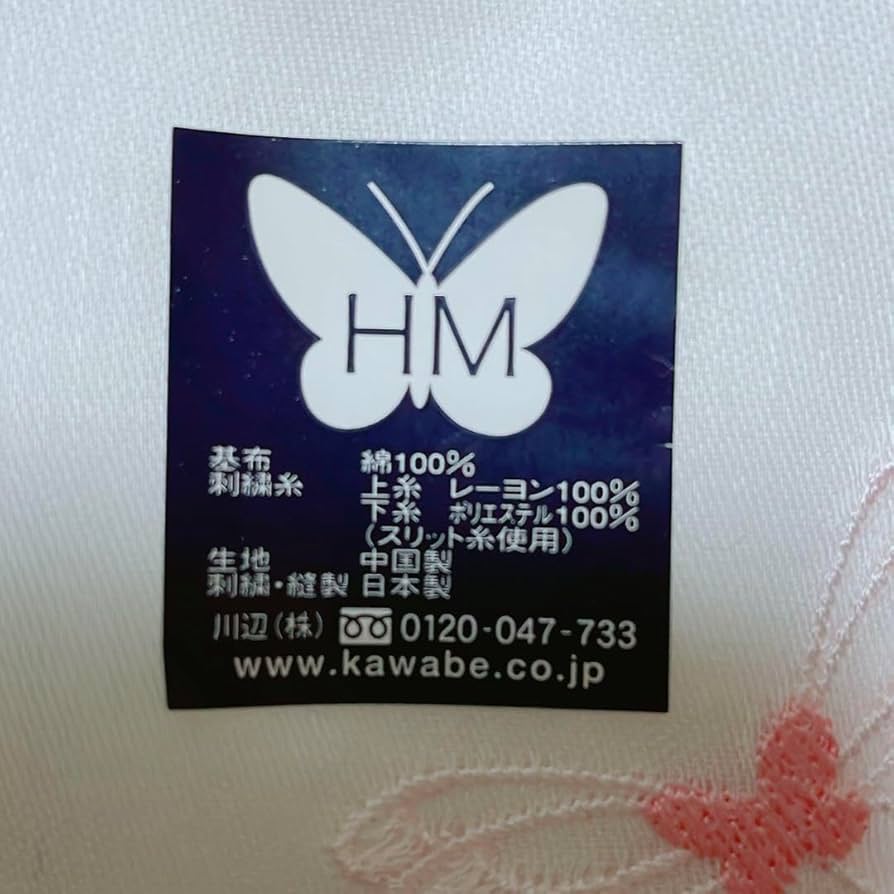 HM
基布 綿100%
刺繍糸 上糸 レーヨン100%
下糸 ポリエステル100%
(スリット糸使用)
生地 中国製
刺繍・縫製 日本製
川辺(株) 0120-047-733
www.kawabe.co.jp